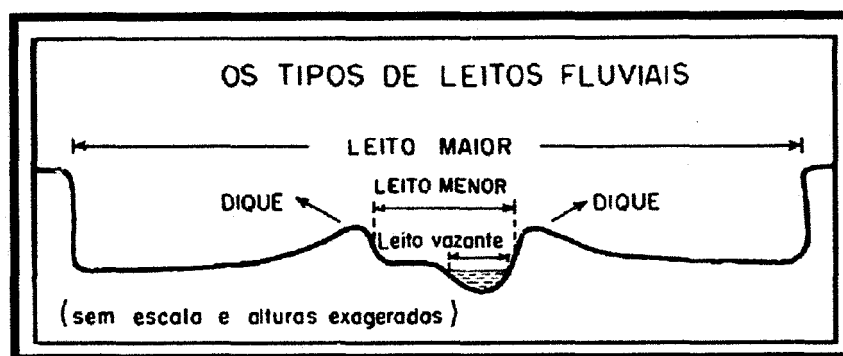 OS TIPOS DE LEITOS FLUVIAIS
LEITO MAIOR
LEITO MENOR
DIQUE
DIQUE
Leito vazante
(sem escala e alturas exagerados)